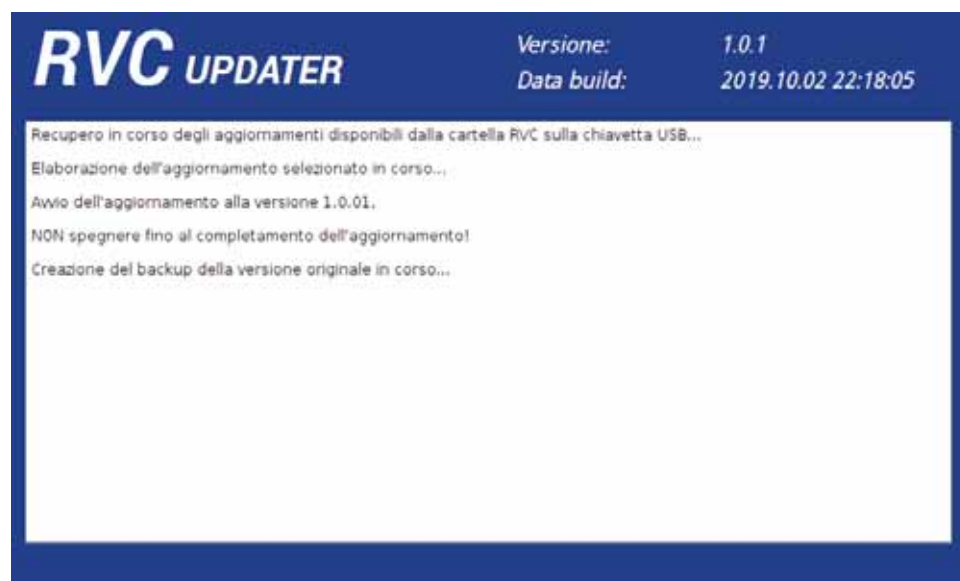 RVC UPDATER
Versione: 1.0.1
Data build: 2019.10.02 22:18:05
Recupero in corso degli aggiornamenti disponibili dalla cartella RVC sulla chiavetta USB...
Elaborazione dell'aggiornamento selezionato in corso...
Avvio dell'aggiornamento alla versione 1.0.01.
NON spegnere fino al completamento dell'aggiornamento!
Creazione del backup della versione originale in corso...